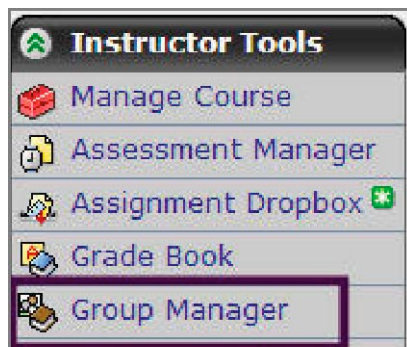 Instructor Tools
Manage Course
Assessment Manager
Assignment Dropbox
Grade Book
Group Manager